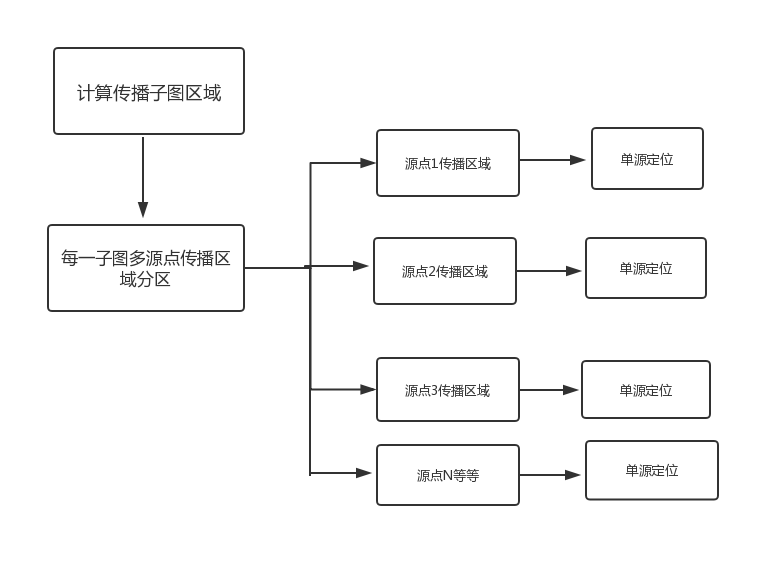 计算传播子图区域
每一子图多源点传播区
域分区
源点1传播区域
单源定位
源点2传播区域
单源定位
源点3传播区域
单源定位
源点N等等
单源定位